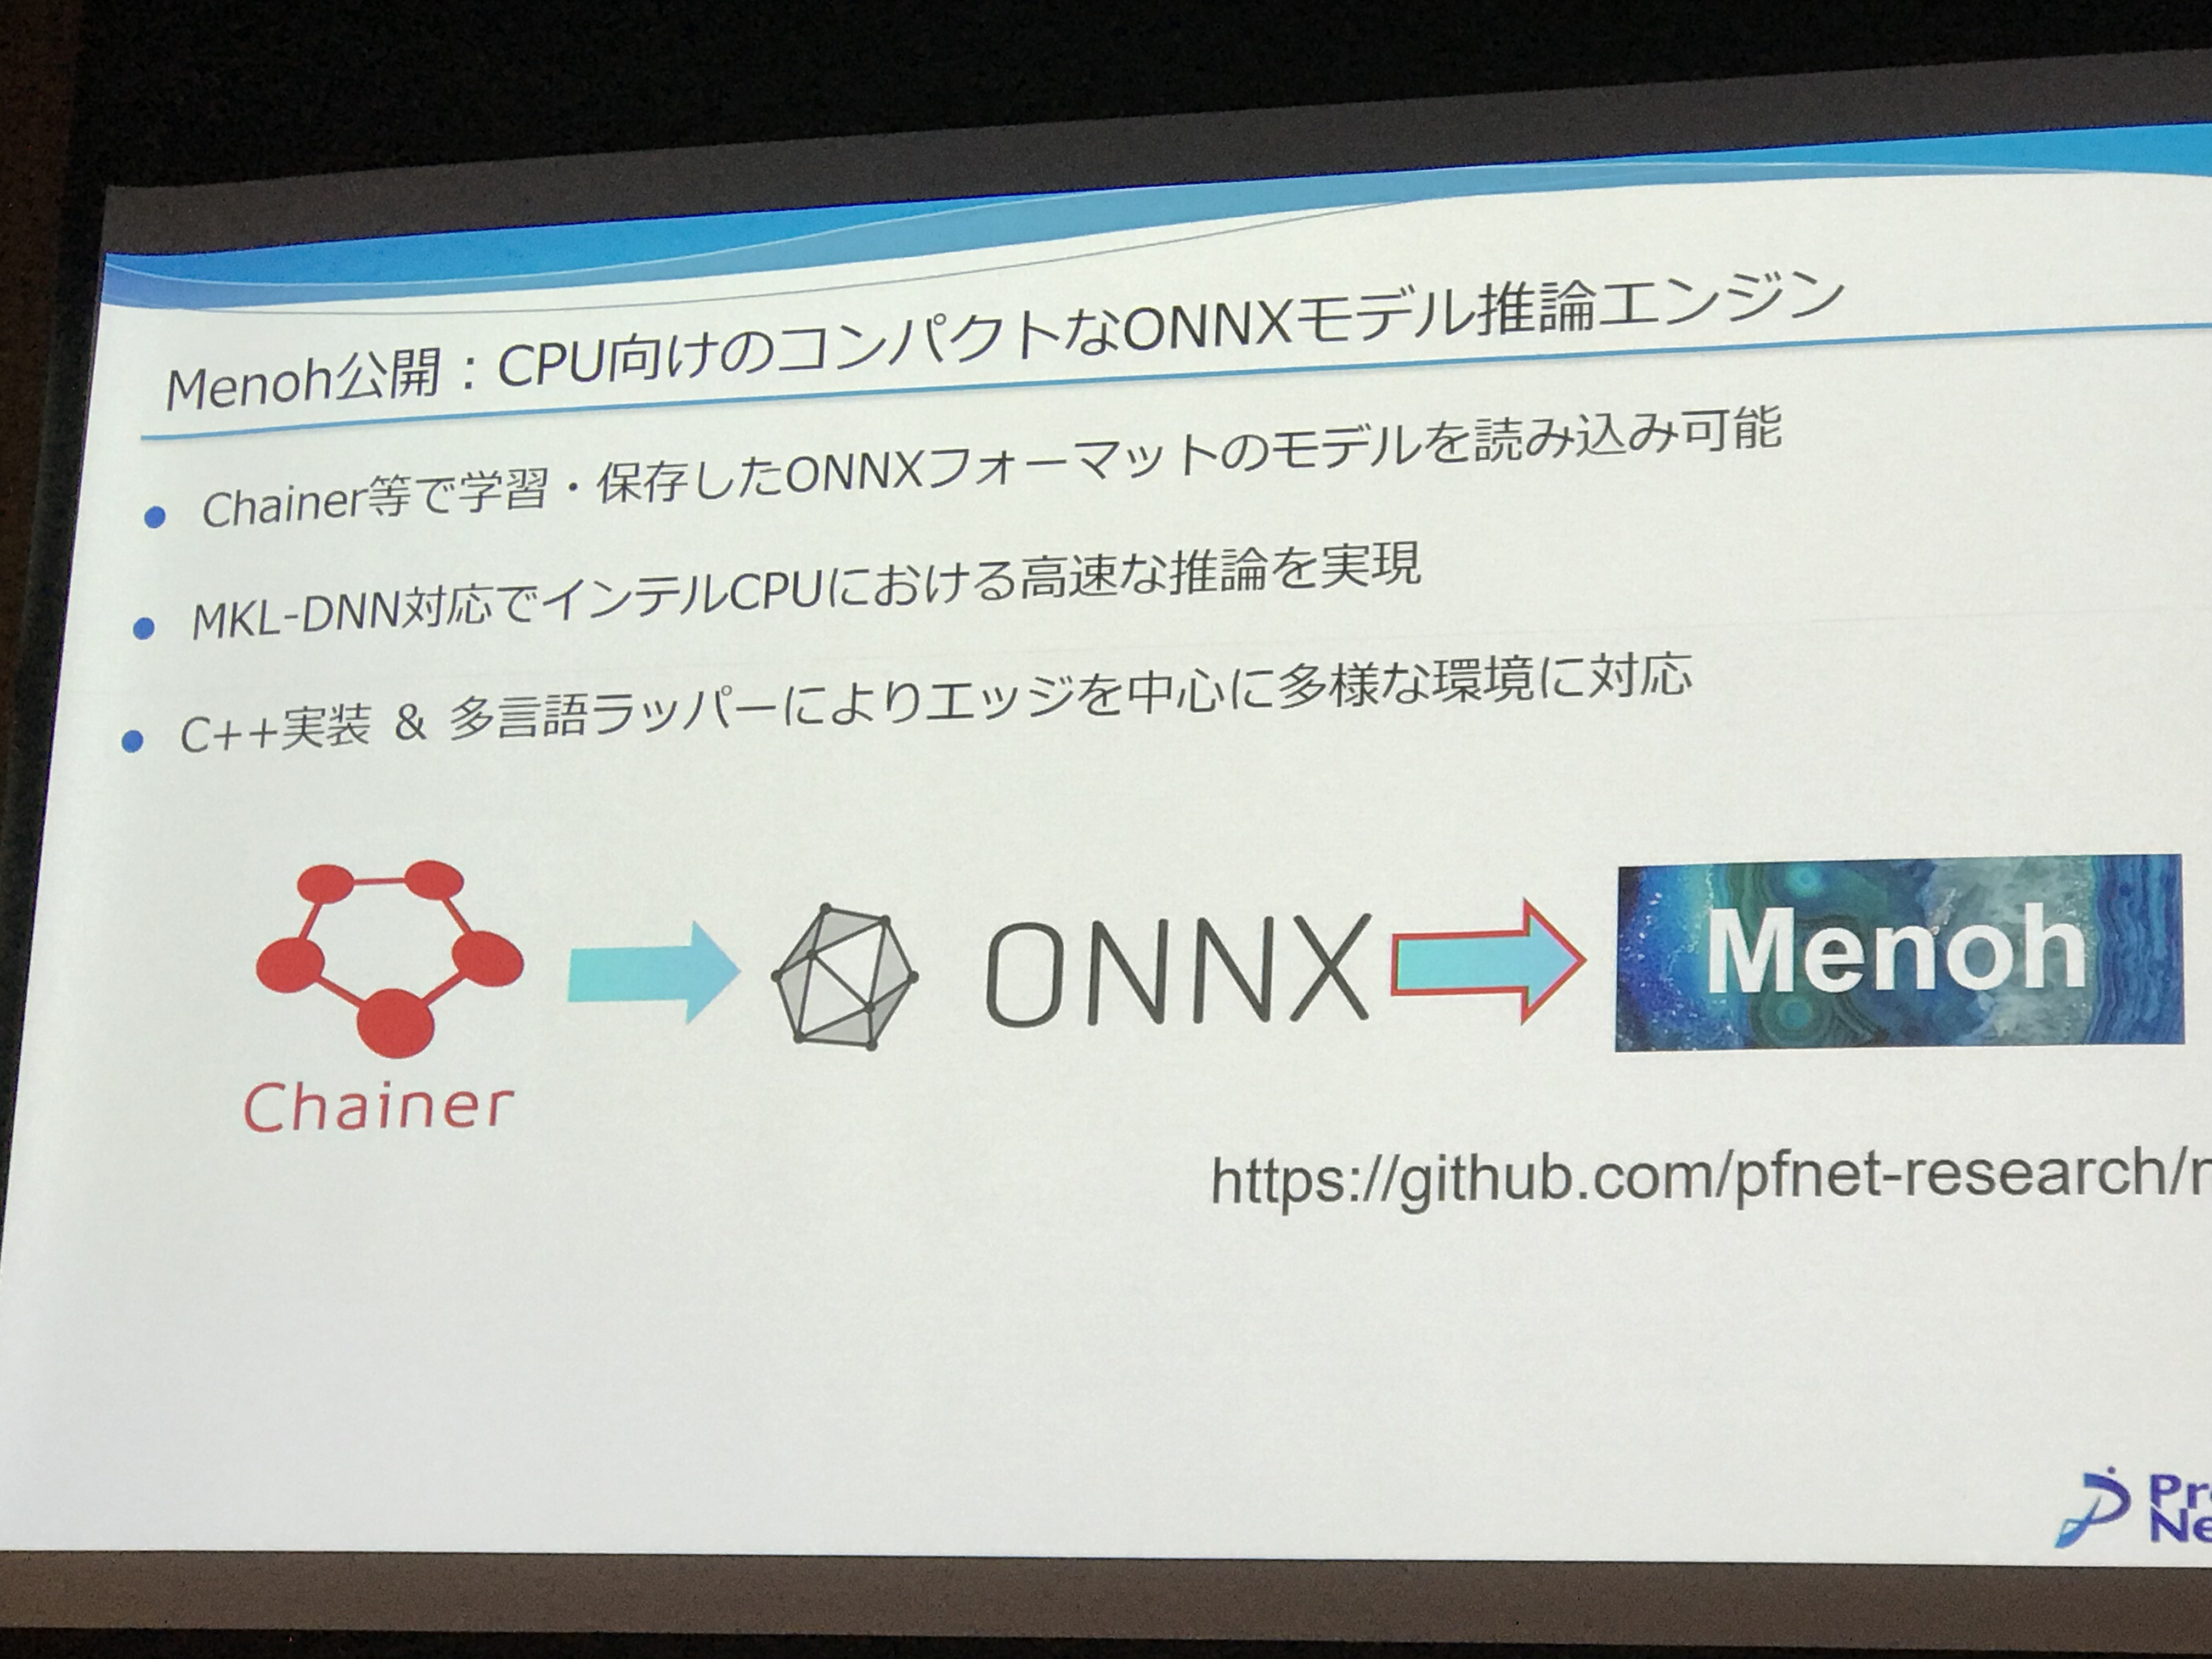 Menoh公開：CPU向けのコンパクトなONNXモデル推論エンジン
Chainer等で学習・保存したONNXフォーマットのモデルを読み込み可能
MKL-DNN対応でインテルCPUにおける高速な推論を実現
C++実装 & 多言語ラッパーによりエッジを中心に多様な環境に対応
Chainer
ONNX
Menoh
https://github.com/pfnet-research/